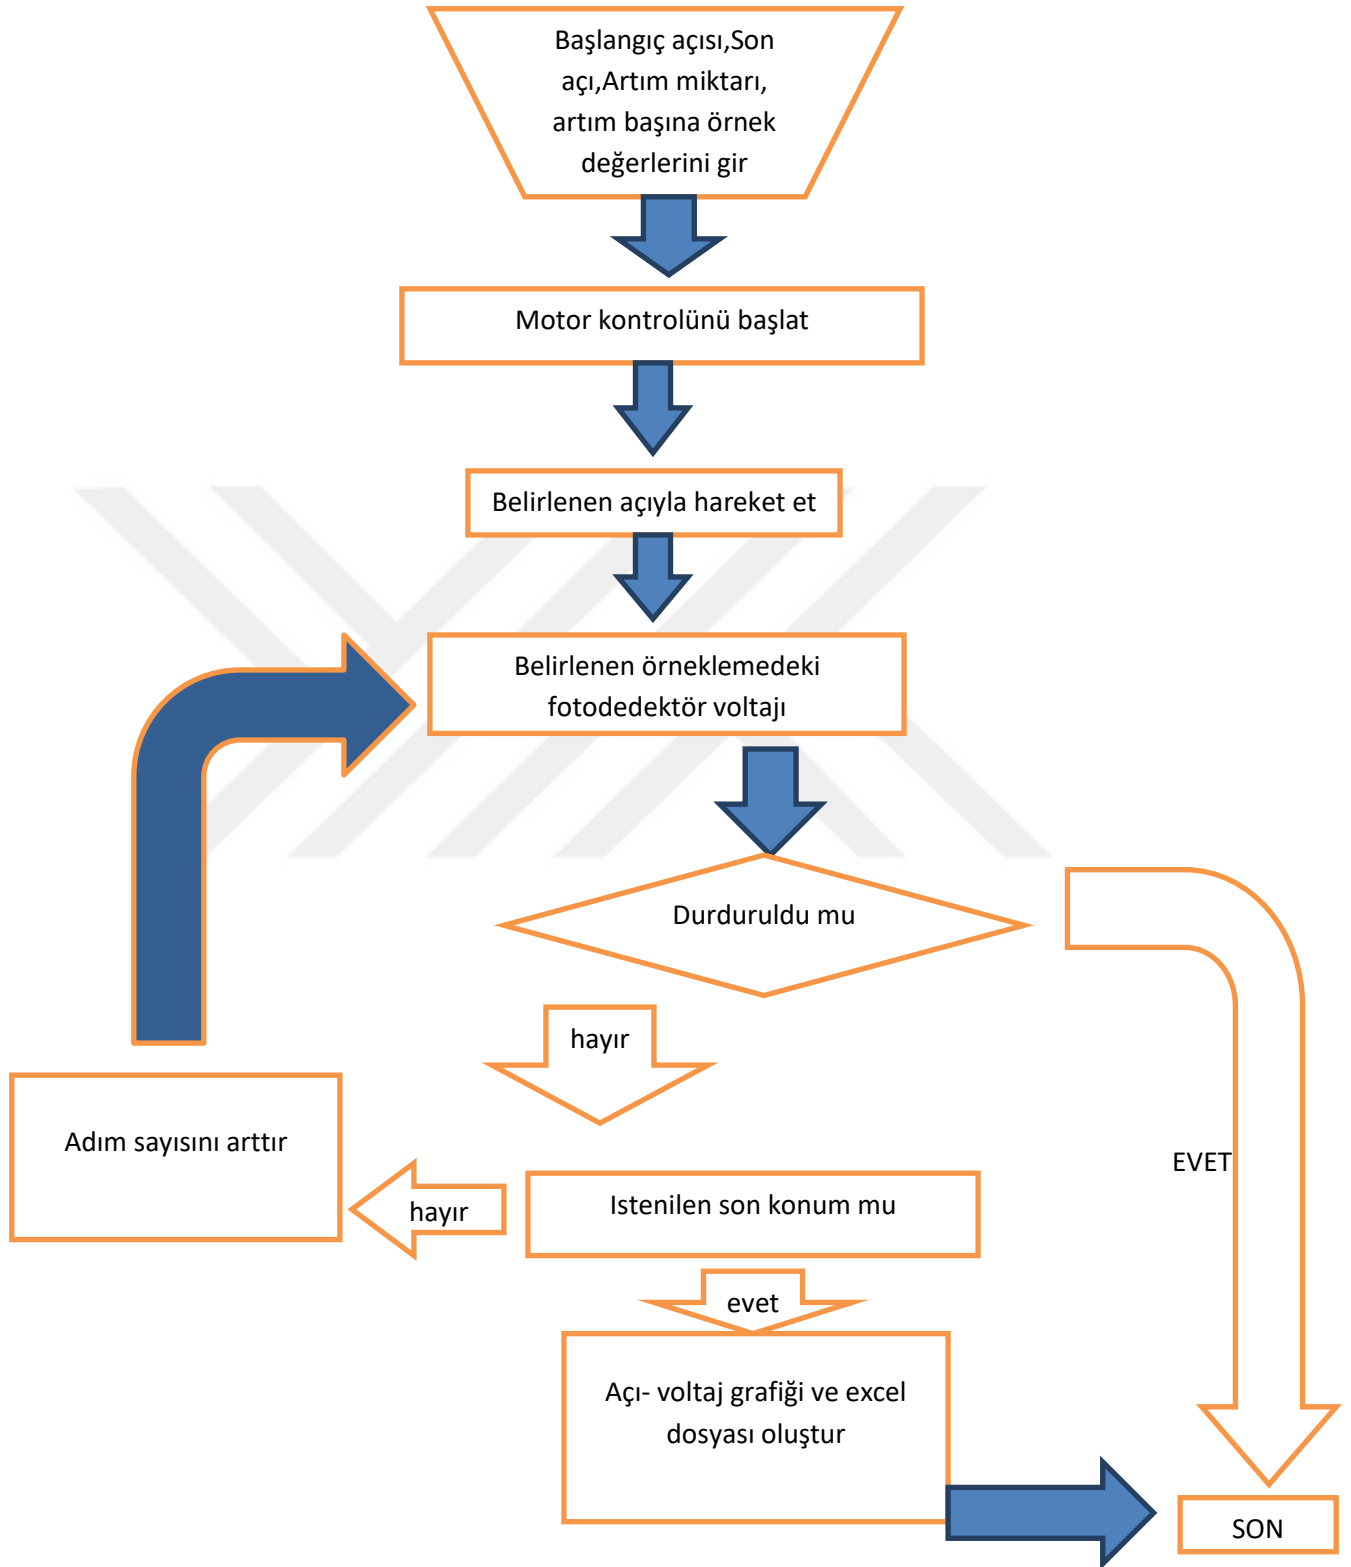 Başlangıç açısı,Son
açı,Artım miktarı,
artım başına örnek
değerlerini gir
Motor kontrolünü başlat
Belirlenen açıyla hareket et
Belirlenen örneklemedeki
fotodedektör voltajı
Durduruldu mu
hayır
Adım sayısını arttır
EVET
hayır
Istenilen son konum mu
evet
Açı- voltaj grafiği ve excel
dosyası oluştur
SON